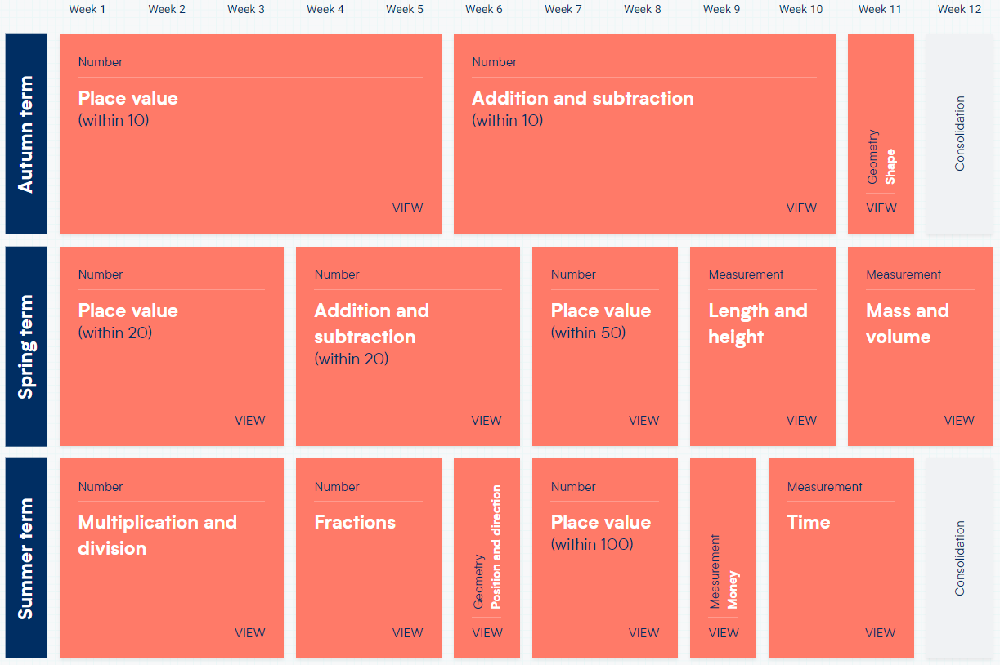 Week 1 Week 2 Week 3 Week 4 Week 5 Week 6 Week 7 Week 8 Week 9 Week 10 Week 11 Week 12
Autumn term
Number
Place value
(within 10)
VIEW
Number
Addition and subtraction
(within 10)
VIEW
Geometry
Shape
VIEW
Consolidation
Spring term
Number
Place value
(within 20)
VIEW
Number
Addition and
subtraction
(within 20)
VIEW
Number
Place value
(within 50)
VIEW
Measurement
Length and
height
VIEW
Measurement
Mass and
volume
VIEW
Summer term
Number
Multiplication and
division
VIEW
Number
Fractions
VIEW
Geometry
Position and direction
VIEW
Number
Place value
(within 100)
VIEW
Measurement
Money
VIEW
Measurement
Time
VIEW
Consolidation